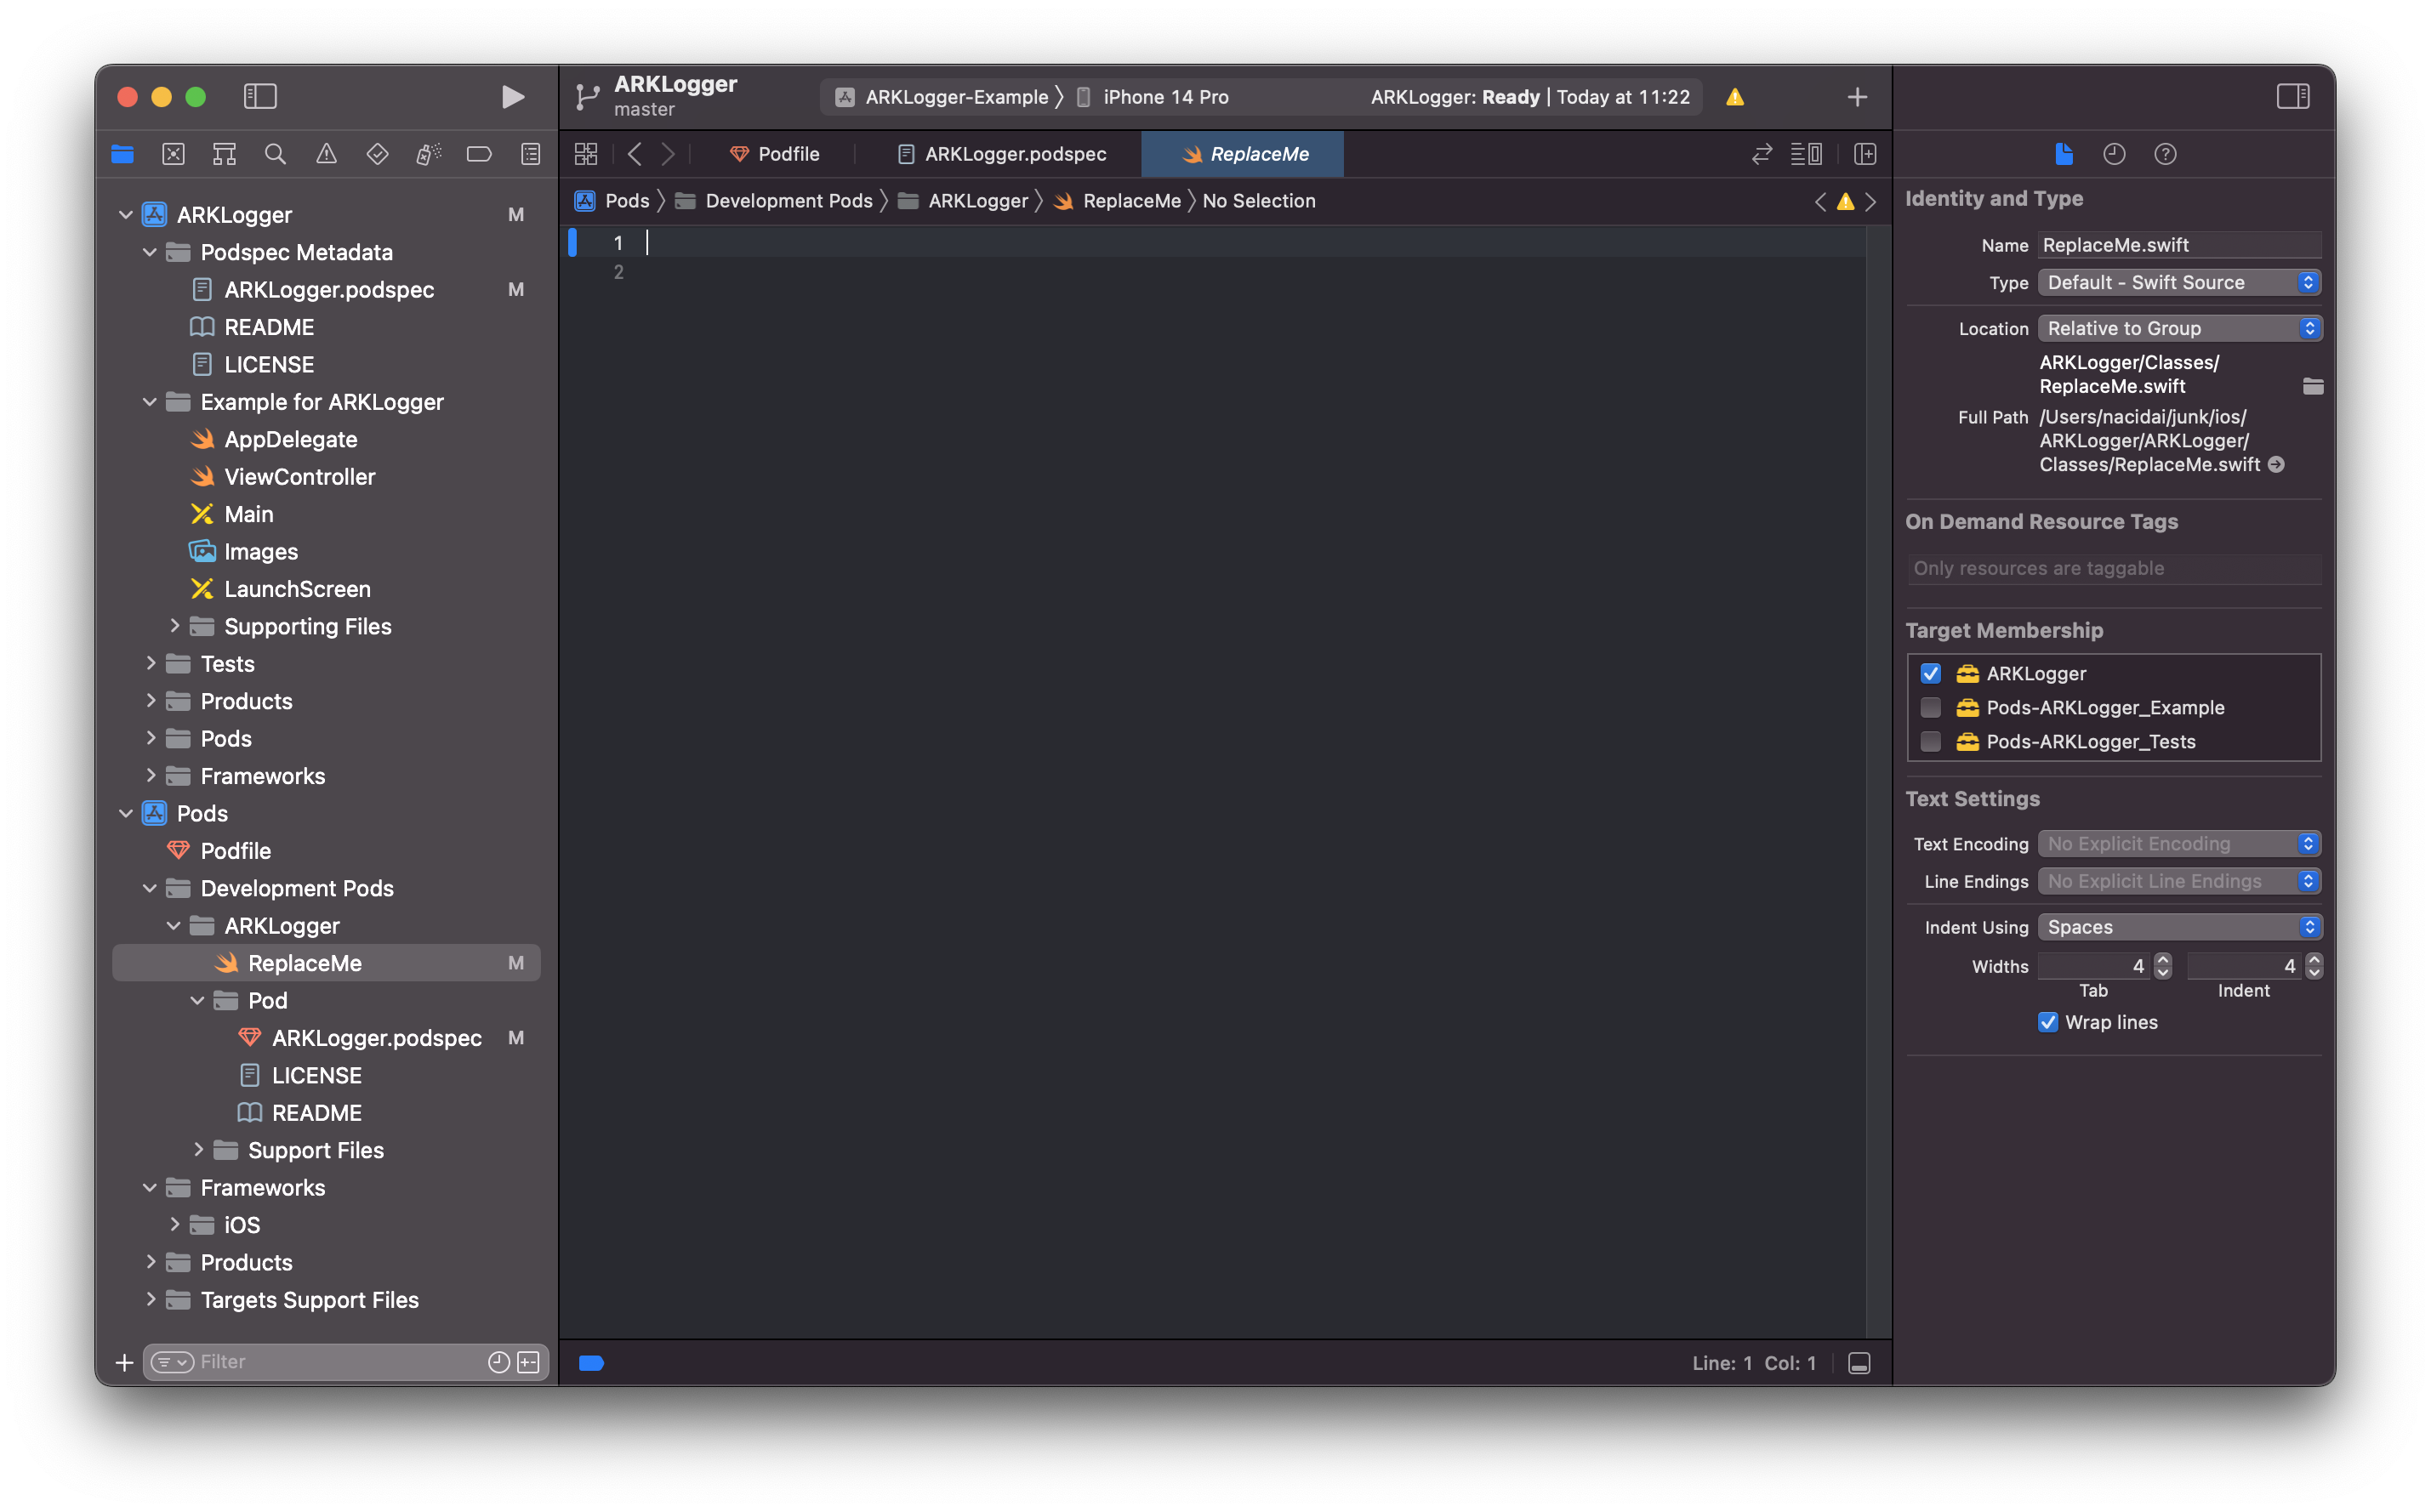 ARKLogger
master
ARKLogger-Example
iPhone 14 Pro
ARKLogger: Ready | Today at 11:22
Podfile
ARKLogger.podspec
ReplaceMe
Pods
Development Pods
ARKLogger
ReplaceMe
No Selection
ARKLogger M
Podspec Metadata
ARKLogger.podspec M
README
LICENSE
Example for ARKLogger
AppDelegate
ViewController
Main
Images
LaunchScreen
Supporting Files
Tests
Products
Pods
Frameworks
Pods
Podfile
Development Pods
ARKLogger
ReplaceMe M
Pod
ARKLogger.podspec M
LICENSE
README
Support Files
Frameworks
iOS
Products
Targets Support Files
Filter
1
2
Line: 1 Col: 1
Identity and Type
Name ReplaceMe.swift
Type Default - Swift Source
Location Relative to Group
ARKLogger/Classes/
ReplaceMe.swift
Full Path /Users/nacidai/junk/ios/
ARKLogger/ARKLogger/
Classes/ReplaceMe.swift
On Demand Resource Tags
Only resources are taggable
Target Membership
ARKLogger
Pods-ARKLogger_Example
Pods-ARKLogger_Tests
Text Settings
Text Encoding No Explicit Encoding
Line Endings No Explicit Line Endings
Indent Using Spaces
Widths 4 4
Tab Indent
Wrap lines